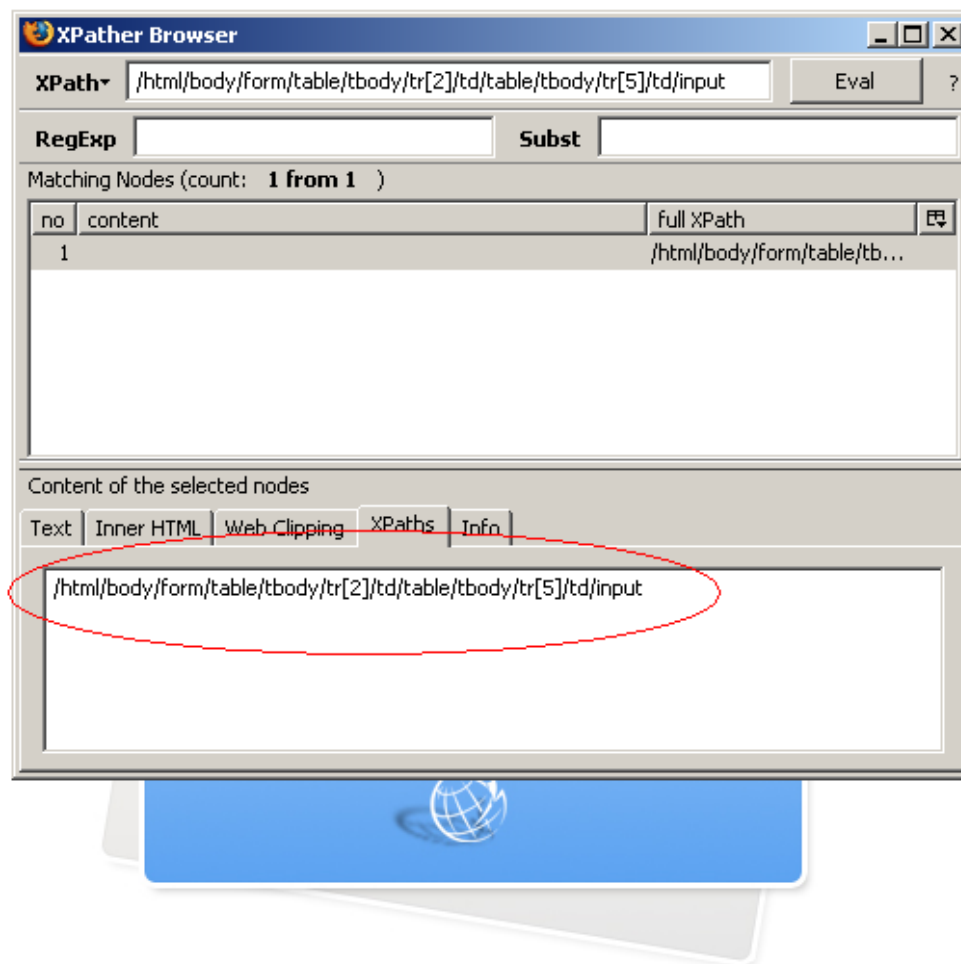 XPather Browser
XPath /html/body/form/table/tbody/tr[2]/td/table/tbody/tr[5]/td/input Eval ?
RegExp Subst
Matching Nodes (count: 1 from 1 )
no content full XPath
1 /html/body/form/table/tb...
Content of the selected nodes
Text Inner HTML Web Clipping XPaths Info
/html/body/form/table/tbody/tr[2]/td/table/tbody/tr[5]/td/input